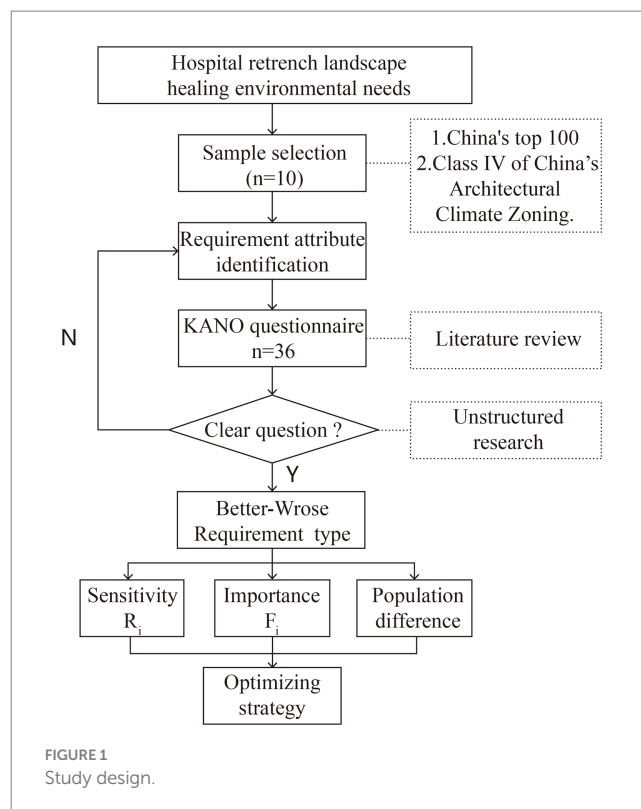 Hospital retrench landscape
healing environmental needs
Sample selection
(n=10)
1.China's top 100
2.Class IV of China's
Architectural
Climate Zoning.
Requirement attribute
identification
N
KANO questionnaire
n=36
Literature review
Clear question ?
Unstructured
research
Y
Better-Wrose
Requirement type
Sensitivity
Ri
Importance
Fi
Population
difference
Optimizing
strategy
FIGURE 1
Study design.